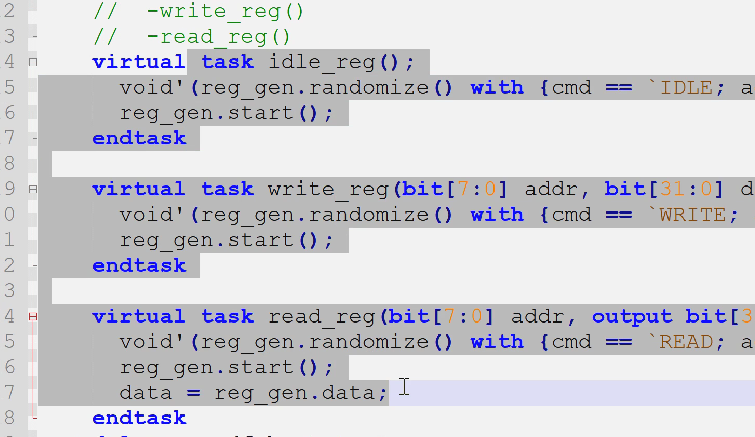 2 // -write_reg()
3 // -read_reg()
4 virtual task idle_reg();
5 void'(reg_gen.randomize() with {cmd == `IDLE; a
6 reg_gen.start();
7 endtask
8
9 virtual task write_reg(bit[7:0] addr, bit[31:0] d
0 void'(reg_gen.randomize() with {cmd == `WRITE;
1 reg_gen.start();
2 endtask
3
4 virtual task read_reg(bit[7:0] addr, output bit[3
5 void'(reg_gen.randomize() with {cmd == `READ; a
6 reg_gen.start();
7 data = reg_gen.data;
8 endtask